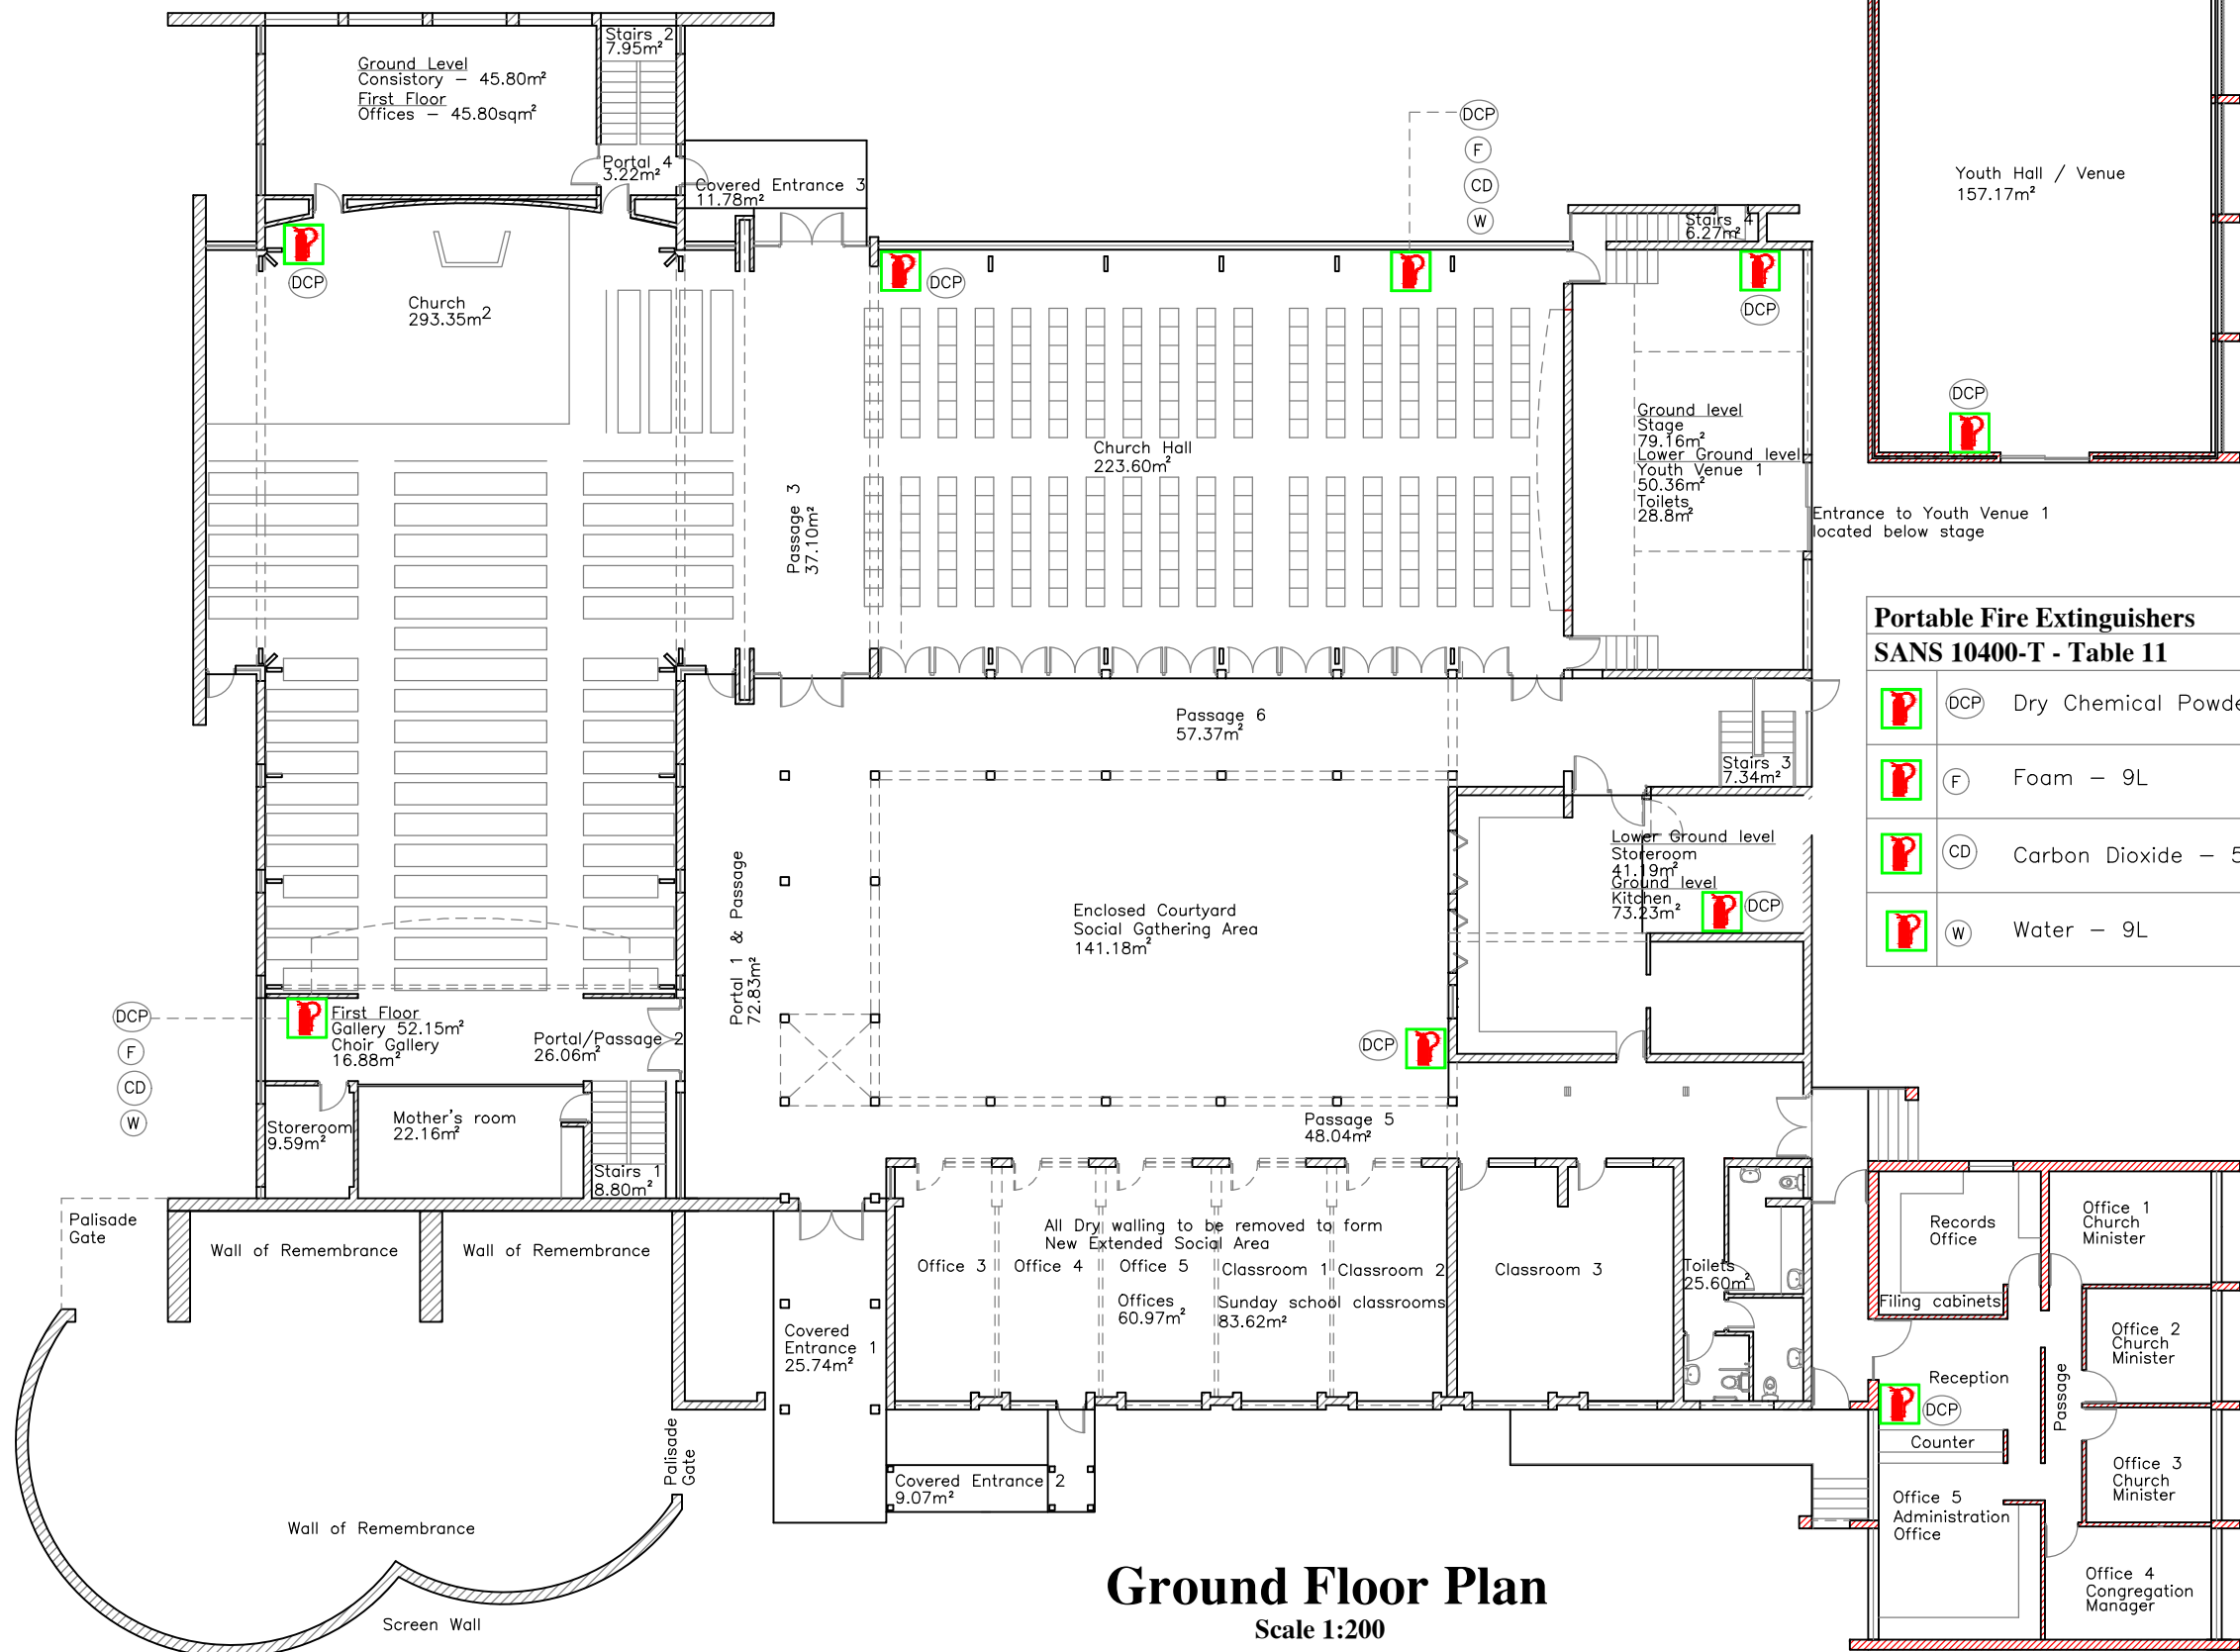 Stairs 2
7.95m²
Ground Level
Consistory - 45.80m²
First Floor
Offices - 45.80sqm²
Portal 4
3.22m²
Covered Entrance 3
11.78m²
DCP
F
CD
W
Stairs 4
6.27m²
Youth Hall / Venue
157.17m²
DCP
DCP
DCP
Church
293.35m²
DCP
Church Hall
223.60m²
Passage 3
37.10m²
Ground level
Stage
79.16m²
Lower Ground level
Youth Venue 1
50.36m²
Toilets
28.8m²
Entrance to Youth Venue 1
located below stage
Portable Fire Extinguishers
SANS 10400-T - Table 11
DCP Dry Chemical Powde
F Foam - 9L
CD Carbon Dioxide - 5
W Water - 9L
Passage 6
57.37m²
Stairs 3
7.34m²
Lower Ground level
Storeroom
41.19m²
Ground level
Kitchen
73.23m²
DCP
Portal 1 & Passage
72.83m²
Enclosed Courtyard
Social Gathering Area
141.18m²
DCP
DCP
F
CD
W
First Floor
Gallery 52.15m²
Choir Gallery
16.88m²
Portal/Passage 2
26.06m²
Storeroom
9.59m²
Mother's room
22.16m²
Stairs 1
8.80m²
Passage 5
48.04m²
Palisade
Gate
Wall of Remembrance
Wall of Remembrance
All Dry walling to be removed to form
New Extended Social Area
Office 3
Office 4
Office 5
Classroom 1
Classroom 2
Classroom 3
Offices
60.97m²
Sunday school classrooms
83.62m²
Toilets
25.60m²
Covered
Entrance 1
25.74m²
Covered Entrance 2
9.07m²
Palisade
Gate
Wall of Remembrance
Screen Wall
Records
Office
Filing cabinets
Office 1
Church
Minister
Office 2
Church
Minister
Reception
DCP
Counter
Passage
Office 3
Church
Minister
Office 5
Administration
Office
Office 4
Congregation
Manager
Ground Floor Plan
Scale 1:200